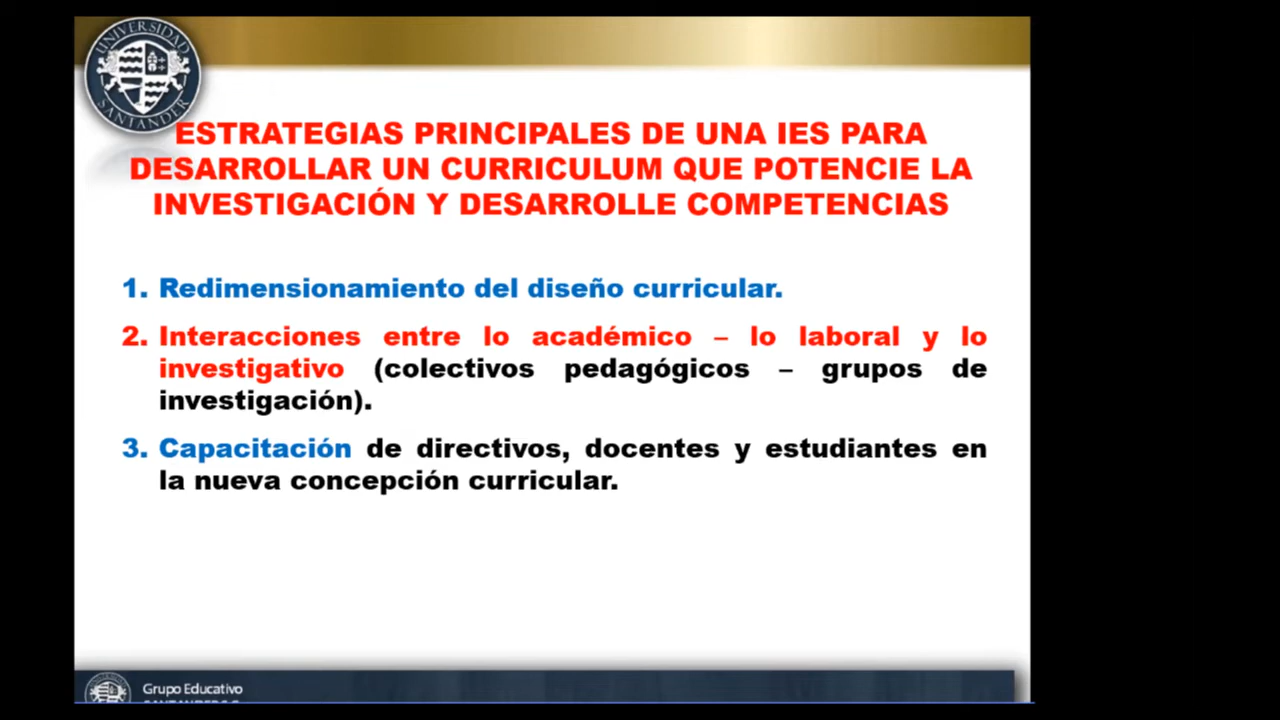 UNIVERSIDAD
SANTANDER
ESTRATEGIAS PRINCIPALES DE UNA IES PARA
DESARROLLAR UN CURRICULUM QUE POTENCIE LA
INVESTIGACIÓN Y DESARROLLE COMPETENCIAS
1. Redimensionamiento del diseño curricular.
2. Interacciones entre lo académico – lo laboral y lo
investigativo (colectivos pedagógicos – grupos de
investigación).
3. Capacitación de directivos, docentes y estudiantes en
la nueva concepción curricular.
Grupo Educativo